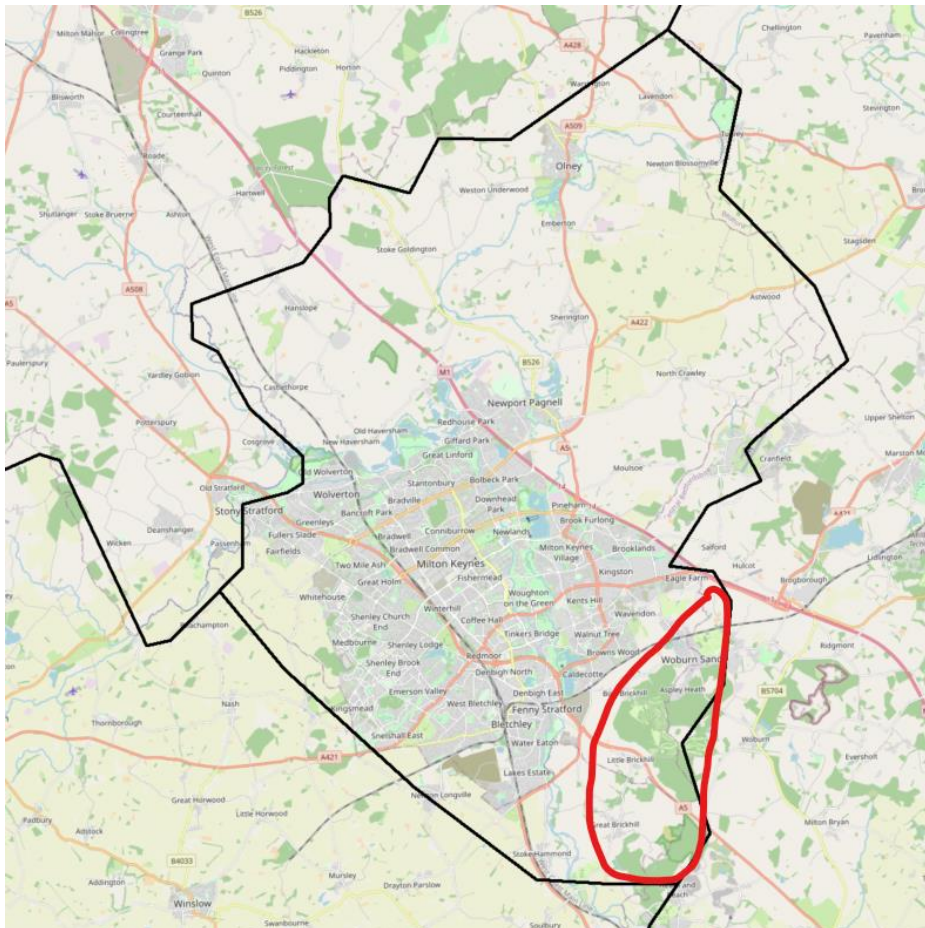 B526
Chellington
Pavenham
Milton Malsor
Collingtree
Grange Park
A428
Hackleton
Piddington
Horton
Quinton
Lavendon
Stevington
Blisworth
Courteenhall
A509
Turvey
Roade
Olney
Newton Blossomville
Hartwell
Weston Underwood
Shutlanger
Stoke Bruerne
Ashton
Emberton
Stoke Goldington
Stagsden
A508
A5
Hanslope
Astwood
Sherington
A422
Paulerspury
B526
Yardley Gobion
M1
North Crawley
Castlethorpe
Newport Pagnell
Potterspury
Redhouse Park
Upper Shelton
Cosgrove
Old Haversham
New Haversham
Giffard Park
A5
Great Linford
Cranfield
Marston Mo
Old Wolverton
Moulsoe
Bolbeck Park
Old Stratford
Wolverton
Stantonbury
14
Stony Stratford
Bradville
Downhead
Park
Pineham
A421
Bancroft Park
Deanshanger
Greenleys
Brook Furlong
Fullers Slade
Bradwell
Conniburrow
Newlands
Wicken
Passenham
Fairfields
Bradwell Common
Milton Keynes
Village
Brooklands
Salford
Hulcot
Lidlington
Two Mile Ash
Milton Keynes
Kingston
Great Holm
Fishermead
Eagle Farm
Brogborough
Whitehouse
Woughton
on the Green
Kents Hill
Winterhill
Wavendon
Beachampton
Shenley Church
End
Coffee Hall
Tinkers Bridge
Walnut Tree
Medbourne
Shenley Lodge
Ridgmont
Redmoor
Browns Wood
Woburn Sands
Shenley Brook
End
Denbigh North
Caldecotte
Emerson Valley
Bow Brickhill
Aspley Heath
B5704
Nash
Kingsmead
West Bletchley
Denbigh East
Thornborough
Fenny Stratford
Bletchley
Woburn
Snelshall East
Water Eaton
A421
Little Brickhill
Eversholt
Lakes Estate
Great Horwood
Newton Longville
A5
Padbury
Little Horwood
Great Brickhill
Milton Bryan
Adstock
B4033
Stoke Hammond
Mursley
Addington
Drayton Parslow
Winslow
Swanbourne
Soulbury